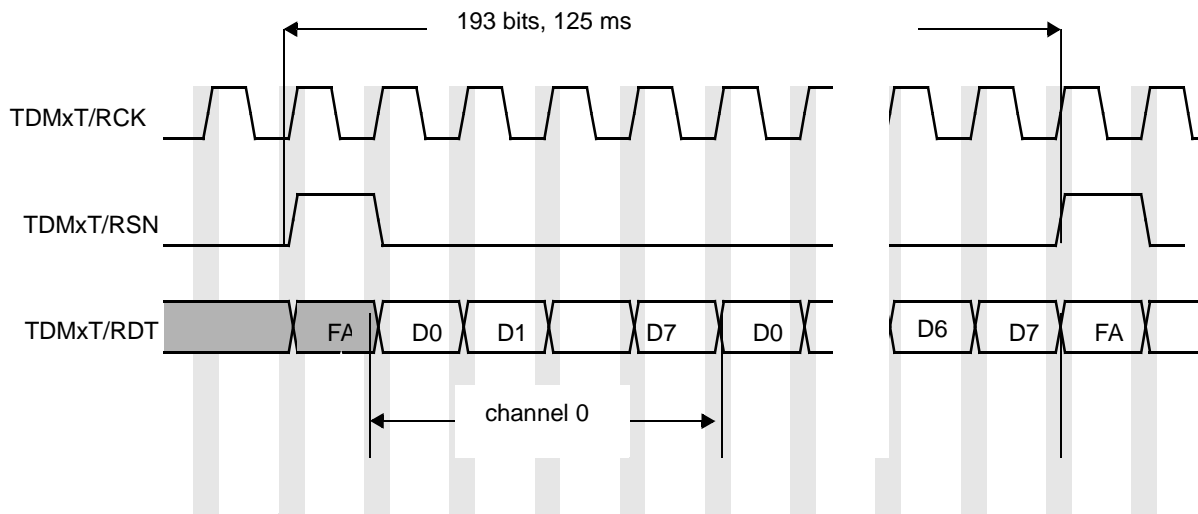 193 bits, 125 ms
TDMxT/RCK
TDMxT/RSN
TDMxT/RDT
FA D0 D1 D7 D0 D6 D7 FA
channel 0